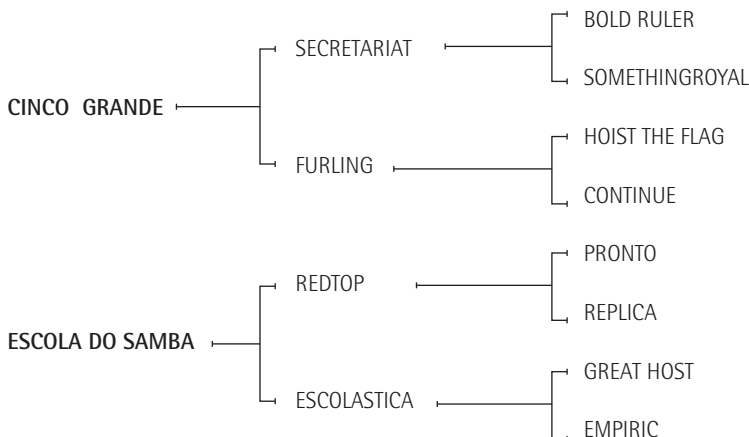 BOLD RULER
SECRETARIAT
SOMETHINGROYAL
CINCO GRANDE
HOIST THE FLAG
FURLING
CONTINUE
PRONTO
REDTOP
REPLICA
ESCOLA DO SAMBA
GREAT HOST
ESCOLASTICA
EMPIRIC